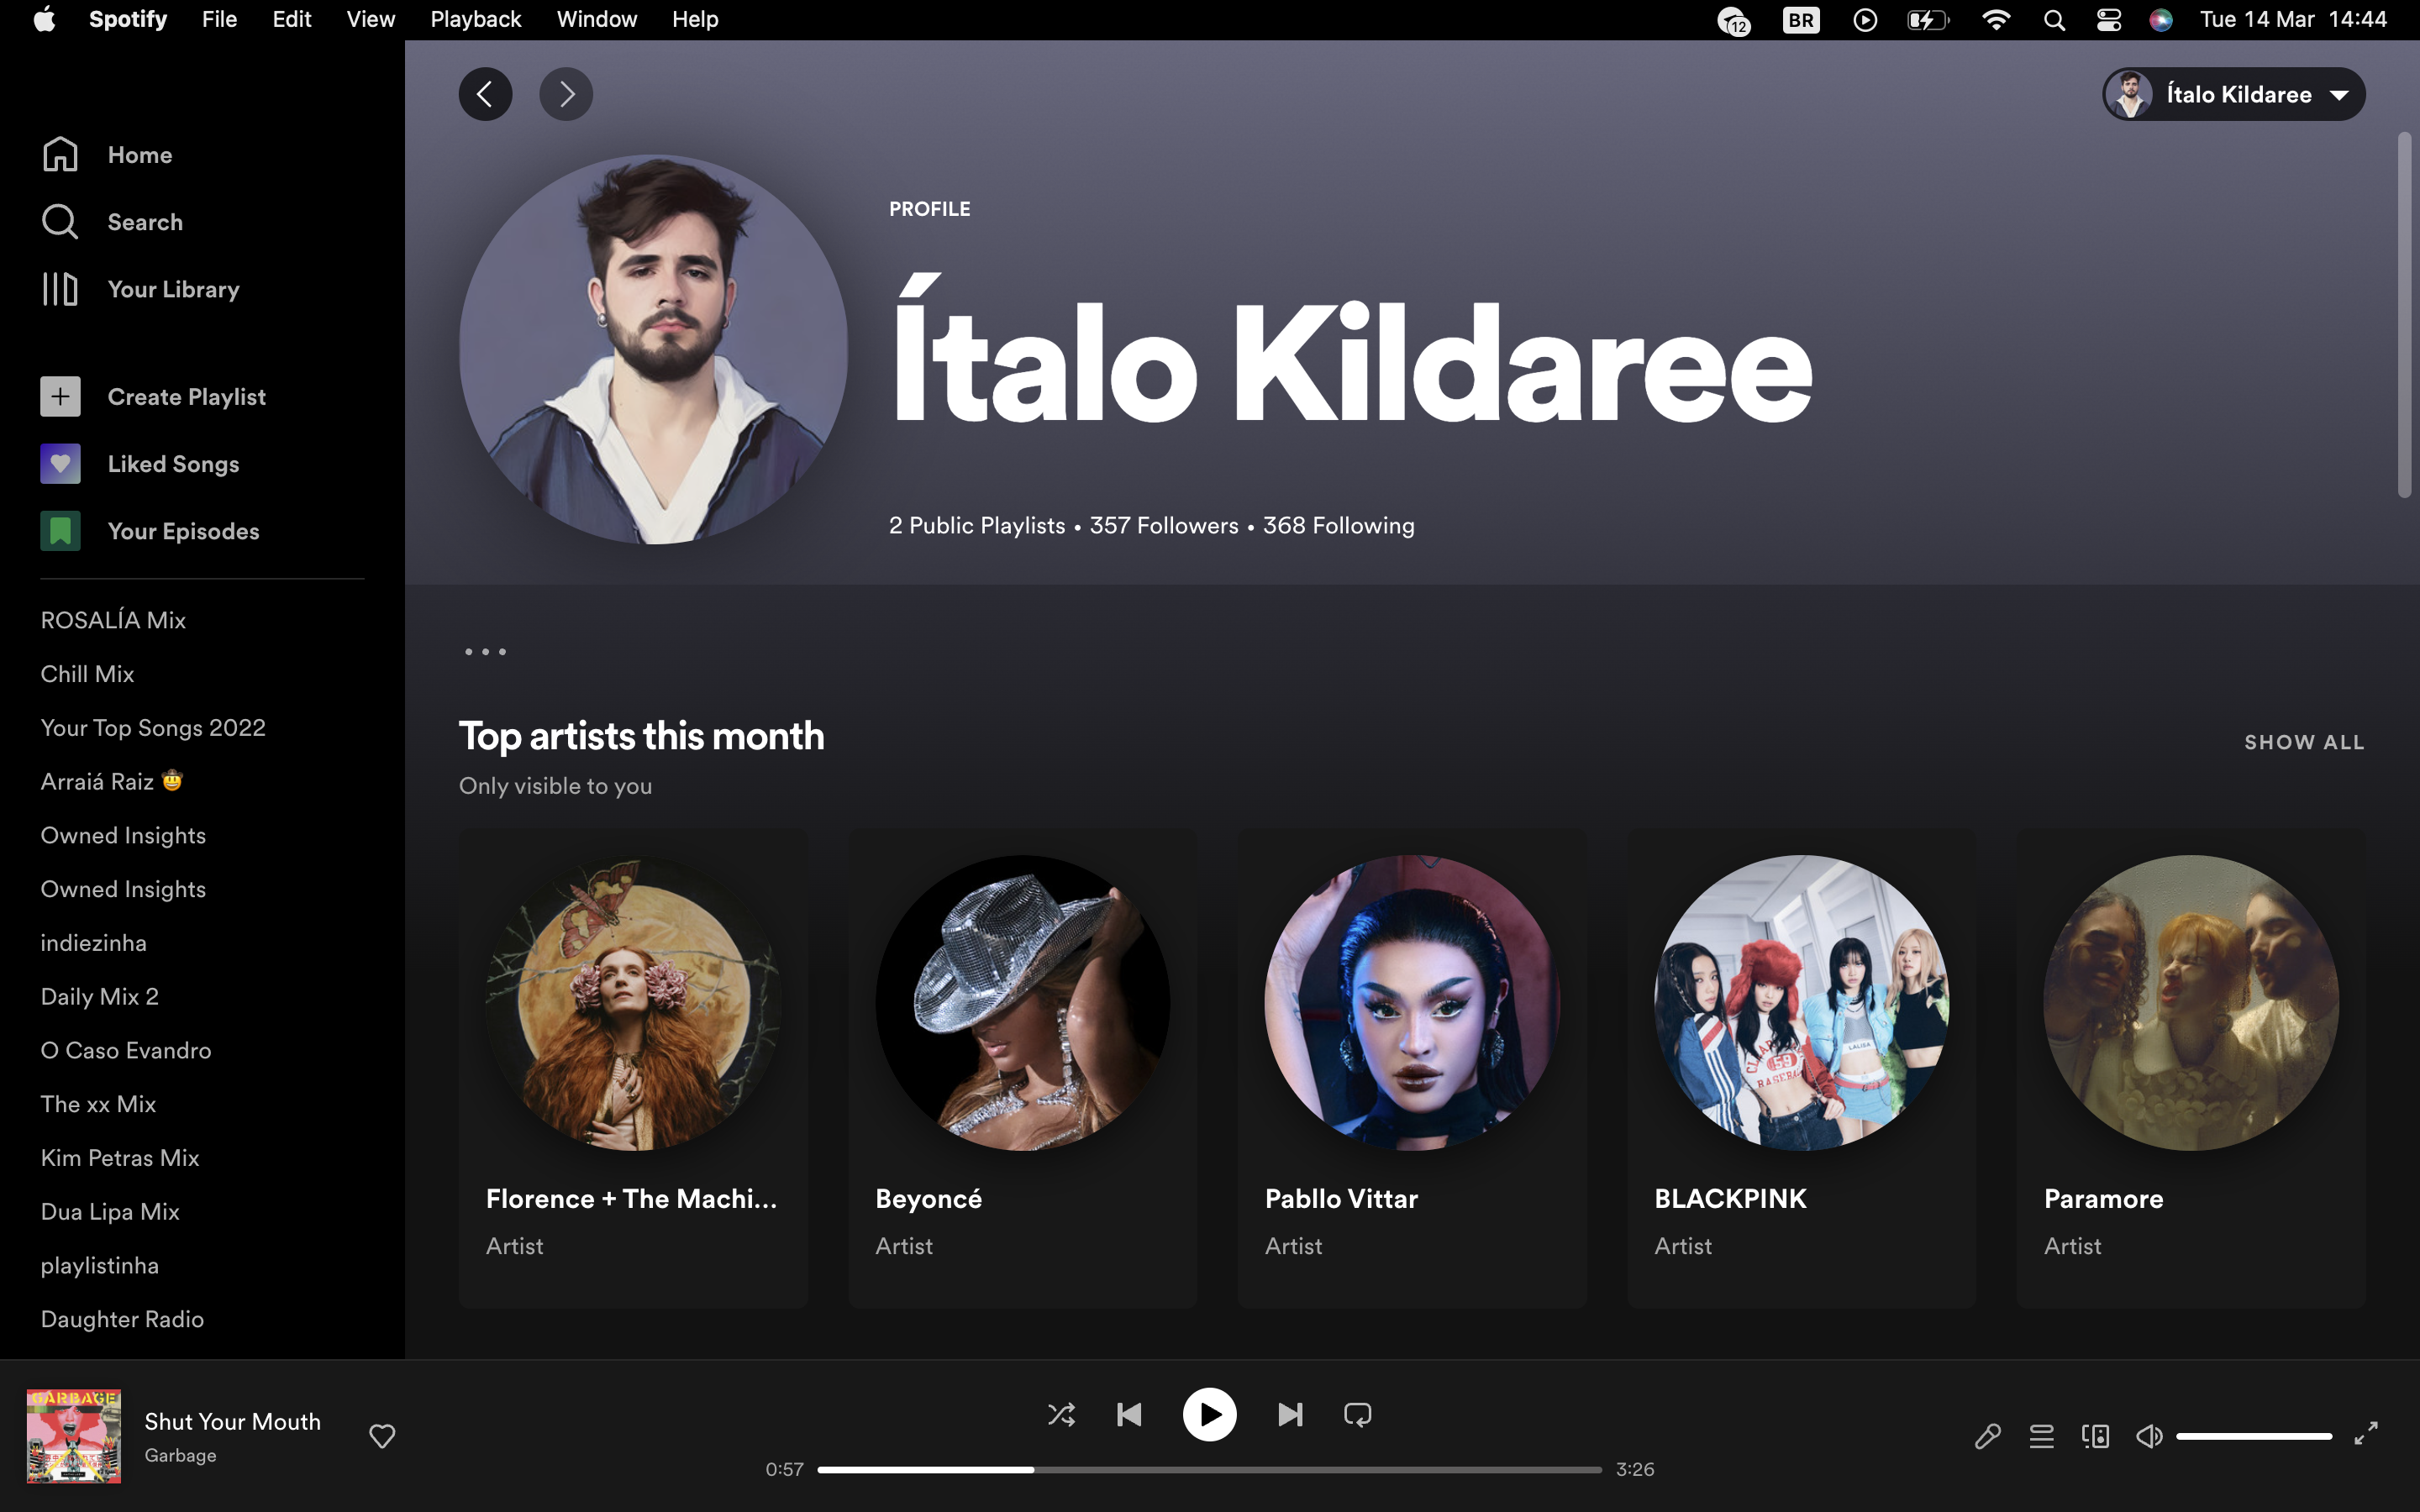 Spotify File Edit View Playback Window Help 12 BR Tue 14 Mar 14:44
Ítalo Kildaree
Home
Search
Your Library
Create Playlist
Liked Songs
Your Episodes
ROSALÍA Mix
Chill Mix
Your Top Songs 2022
Arraiá Raiz 🤠
Owned Insights
Owned Insights
indiezinha
Daily Mix 2
O Caso Evandro
The xx Mix
Kim Petras Mix
Dua Lipa Mix
playlistinha
Daughter Radio
PROFILE
Ítalo Kildaree
2 Public Playlists • 357 Followers • 368 Following
Top artists this month
SHOW ALL
Only visible to you
LALISA
59
Florence + The Machi...
Artist
Beyoncé
Artist
Pabllo Vittar
Artist
BLACKPINK
Artist
Paramore
Artist
GARBAGE
Shut Your Mouth
Garbage
0:57
3:26